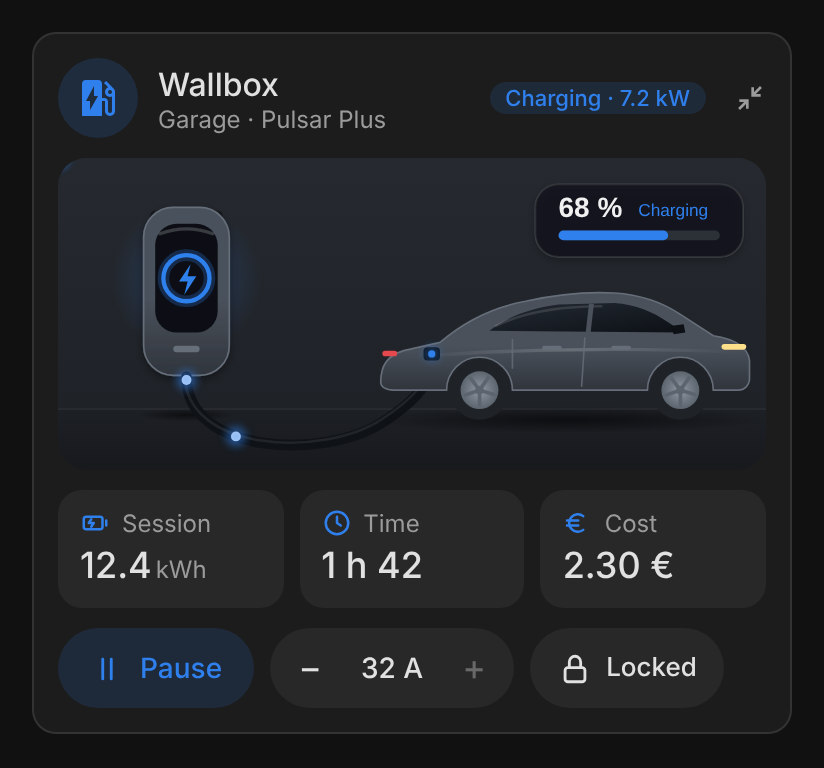 Wallbox
Garage · Pulsar Plus
Charging · 7.2 kW
68 % Charging
Session
12.4 kWh
Time
1 h 42
Cost
2.30 €
Pause
− 32 A +
Locked